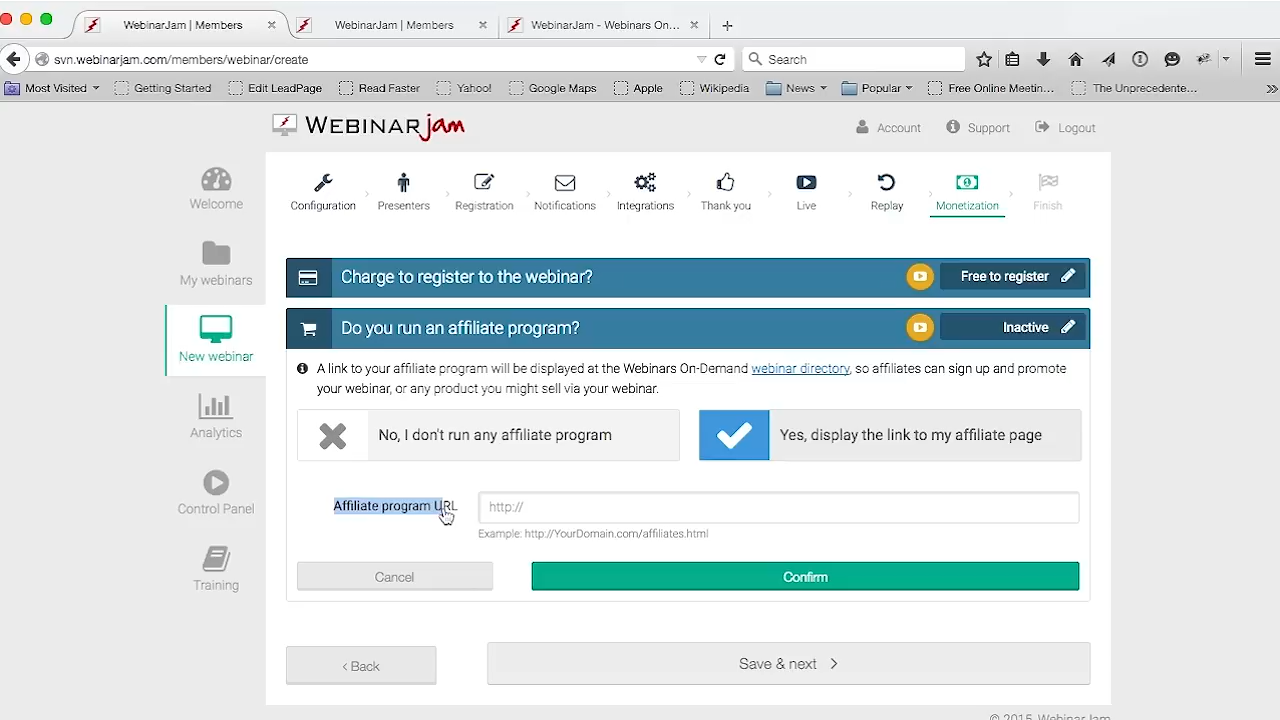 WebinarJam | Members
WebinarJam | Members
WebinarJam - Webinars On...
svn.webinarjam.com/members/webinar/create
Search
Most Visited
Getting Started
Edit LeadPage
Read Faster
Yahoo!
Google Maps
Apple
Wikipedia
News
Popular
Free Online Meetin...
The Unprecedente...
WEBINARjam
Account
Support
Logout
Welcome
My webinars
New webinar
Analytics
Control Panel
Training
Configuration
Presenters
Registration
Notifications
Integrations
Thank you
Live
Replay
Monetization
Finish
Charge to register to the webinar?
Free to register
Do you run an affiliate program?
Inactive
A link to your affiliate program will be displayed at the Webinars On-Demand webinar directory, so affiliates can sign up and promote
your webinar, or any product you might sell via your webinar.
No, I don't run any affiliate program
Yes, display the link to my affiliate page
Affiliate program URL
http://
Example: http://YourDomain.com/affiliates.html
Cancel
Confirm
‹ Back
Save & next
© 2015 WebinarJam